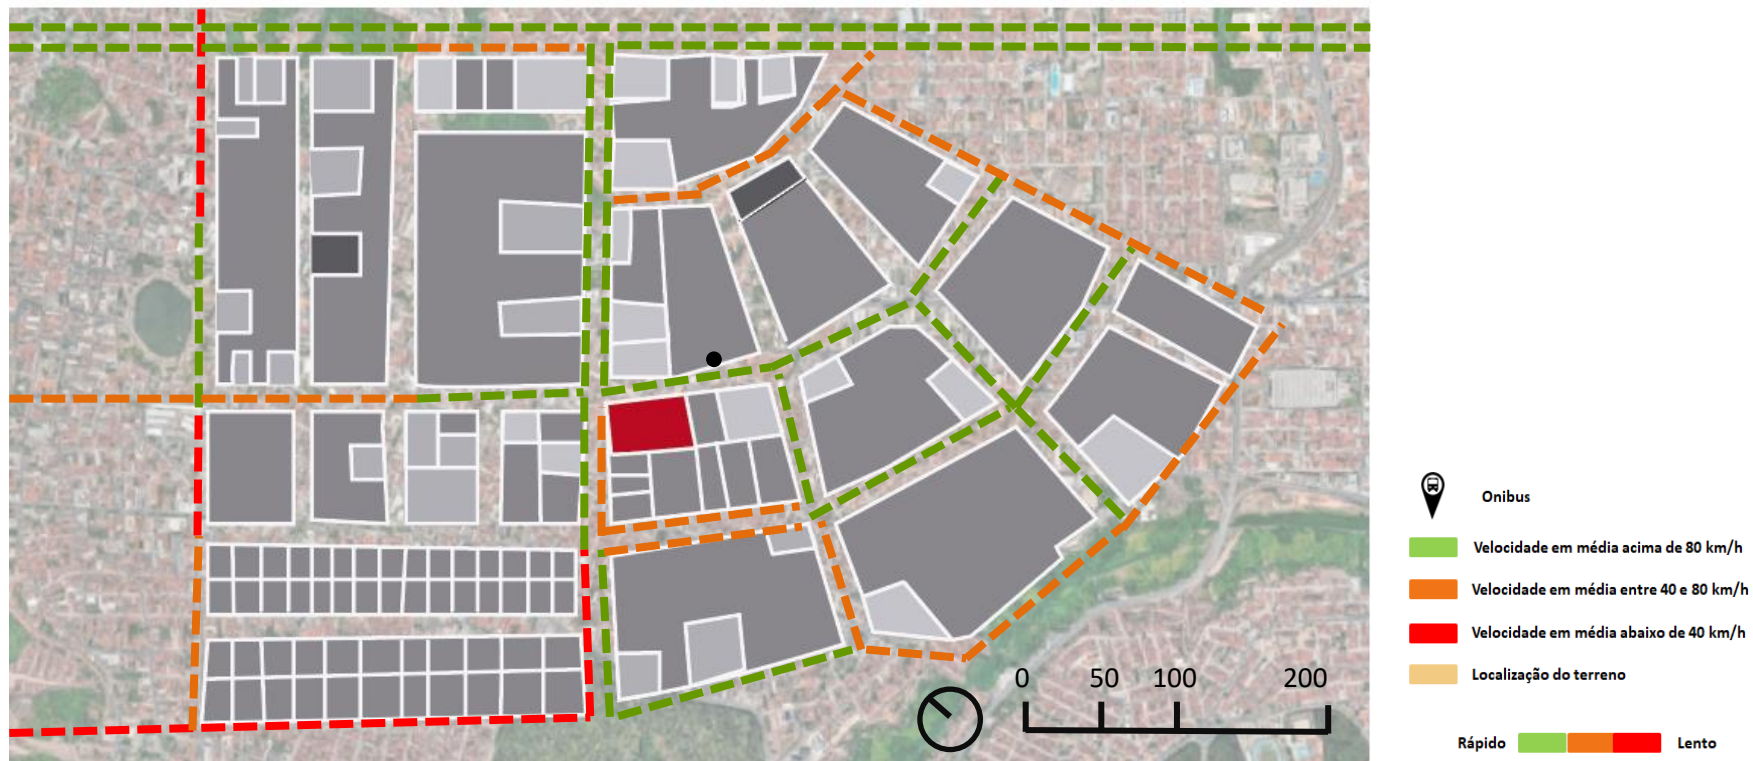 Onibus
Velocidade em média acima de 80 km/h
Velocidade em média entre 40 e 80 km/h
Velocidade em média abaixo de 40 km/h
Localização do terreno
0 50 100 200
Rápido Lento